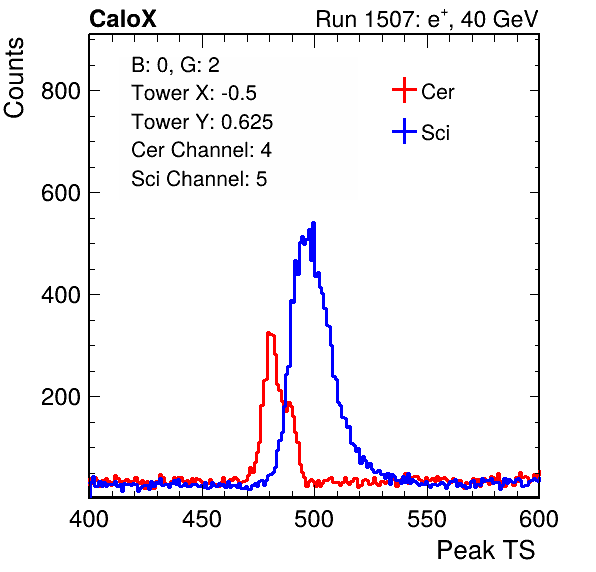 CaloX Run 1507: e⁺, 40 GeV
Counts
B: 0, G: 2
Tower X: -0.5
Tower Y: 0.625
Cer Channel: 4
Sci Channel: 5
Cer
Sci
800
600
400
200
400 450 500 550 600
Peak TS